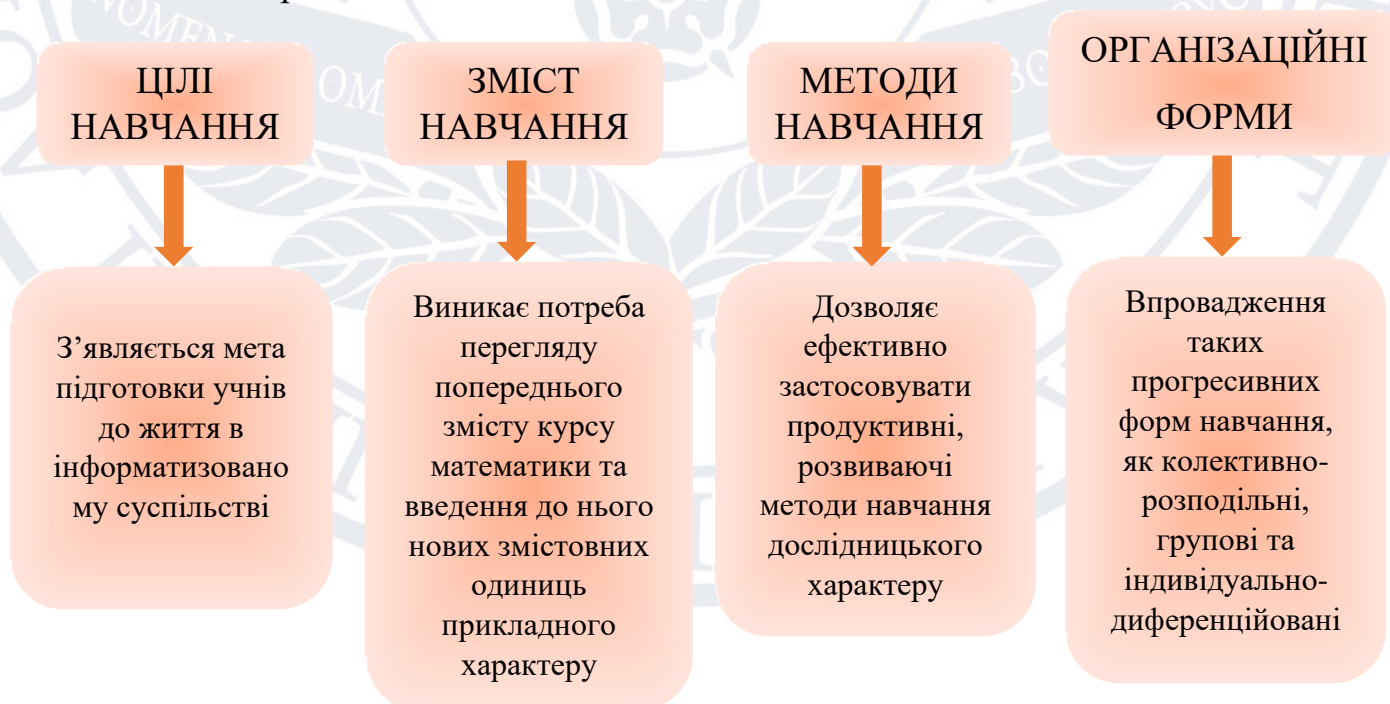 ЦІЛІ
НАВЧАННЯ
ЗМІСТ
НАВЧАННЯ
МЕТОДИ
НАВЧАННЯ
ОРГАНІЗАЦІЙНІ
ФОРМИ
З’являється мета
підготовки учнів
до життя в
інформатизовано
му суспільстві
Виникає потреба
перегляду
попереднього
змісту курсу
математики та
введення до нього
нових змістовних
одиниць
прикладного
характеру
Дозволяє
ефективно
застосовувати
продуктивні,
розвиваючі
методи навчання
дослідницького
характеру
Впровадження
таких
прогресивних
форм навчання,
як колективно-
розподільні,
групові та
індивідуально-
диференційовані